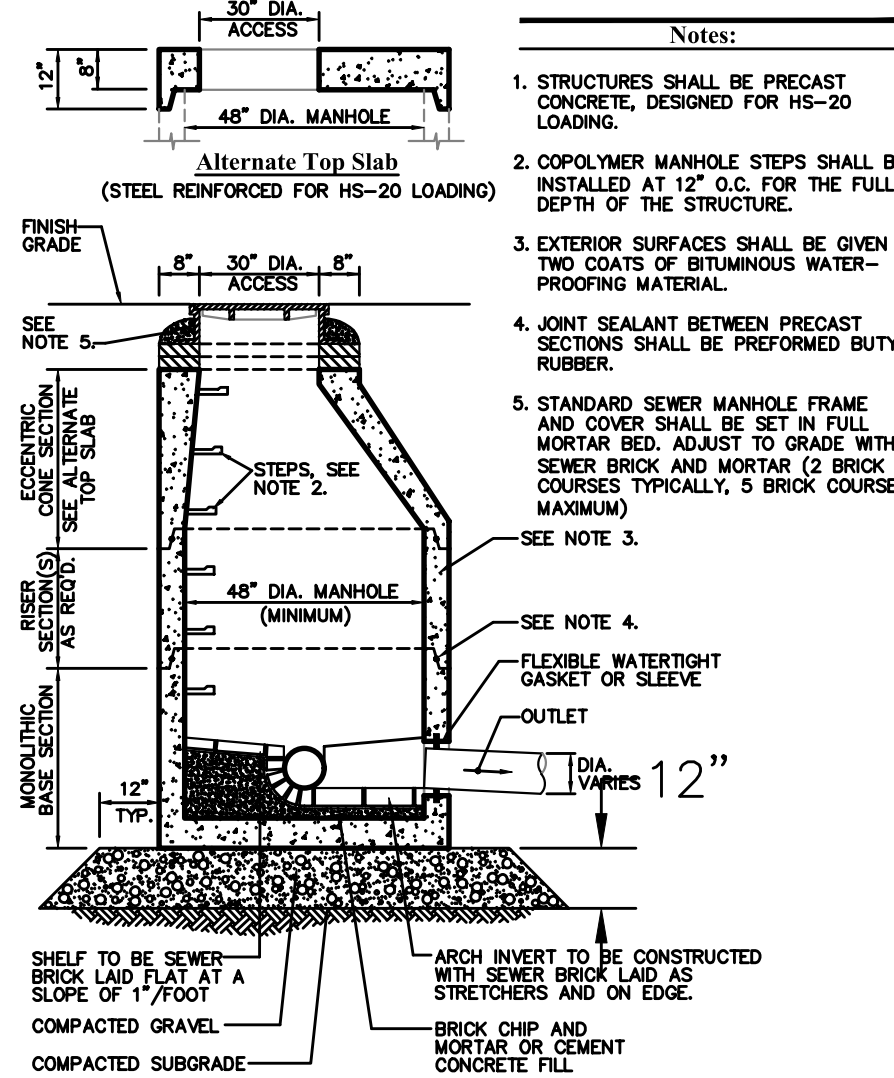 30" DIA.
ACCESS
12"
8"
48" DIA. MANHOLE
Alternate Top Slab
(STEEL REINFORCED FOR HS-20 LOADING)
FINISH
GRADE
8"
30" DIA.
ACCESS
8"
SEE
NOTE 5.
ECCENTRIC
CONE SECTION
SEE ALTERNATE
TOP SLAB
STEPS, SEE
NOTE 2.
SEE NOTE 3.
RISER
SECTION(S)
AS REQ'D.
48" DIA. MANHOLE
(MINIMUM)
SEE NOTE 4.
FLEXIBLE WATERTIGHT
GASKET OR SLEEVE
OUTLET
MONOLITHIC
BASE SECTION
DIA.
VARIES
12"
12"
TYP.
SHELF TO BE SEWER
BRICK LAID FLAT AT A
SLOPE OF 1"/FOOT
COMPACTED GRAVEL
COMPACTED SUBGRADE
ARCH INVERT TO BE CONSTRUCTED
WITH SEWER BRICK LAID AS
STRETCHERS AND ON EDGE.
BRICK CHIP AND
MORTAR OR CEMENT
CONCRETE FILL
Notes:
1. STRUCTURES SHALL BE PRECAST
CONCRETE, DESIGNED FOR HS-20
LOADING.
2. COPOLYMER MANHOLE STEPS SHALL B
INSTALLED AT 12" O.C. FOR THE FULL
DEPTH OF THE STRUCTURE.
3. EXTERIOR SURFACES SHALL BE GIVEN
TWO COATS OF BITUMINOUS WATER-
PROOFING MATERIAL.
4. JOINT SEALANT BETWEEN PRECAST
SECTIONS SHALL BE PREFORMED BUTY
RUBBER.
5. STANDARD SEWER MANHOLE FRAME
AND COVER SHALL BE SET IN FULL
MORTAR BED. ADJUST TO GRADE WITH
SEWER BRICK AND MORTAR (2 BRICK
COURSES TYPICALLY, 5 BRICK COURSE
MAXIMUM)